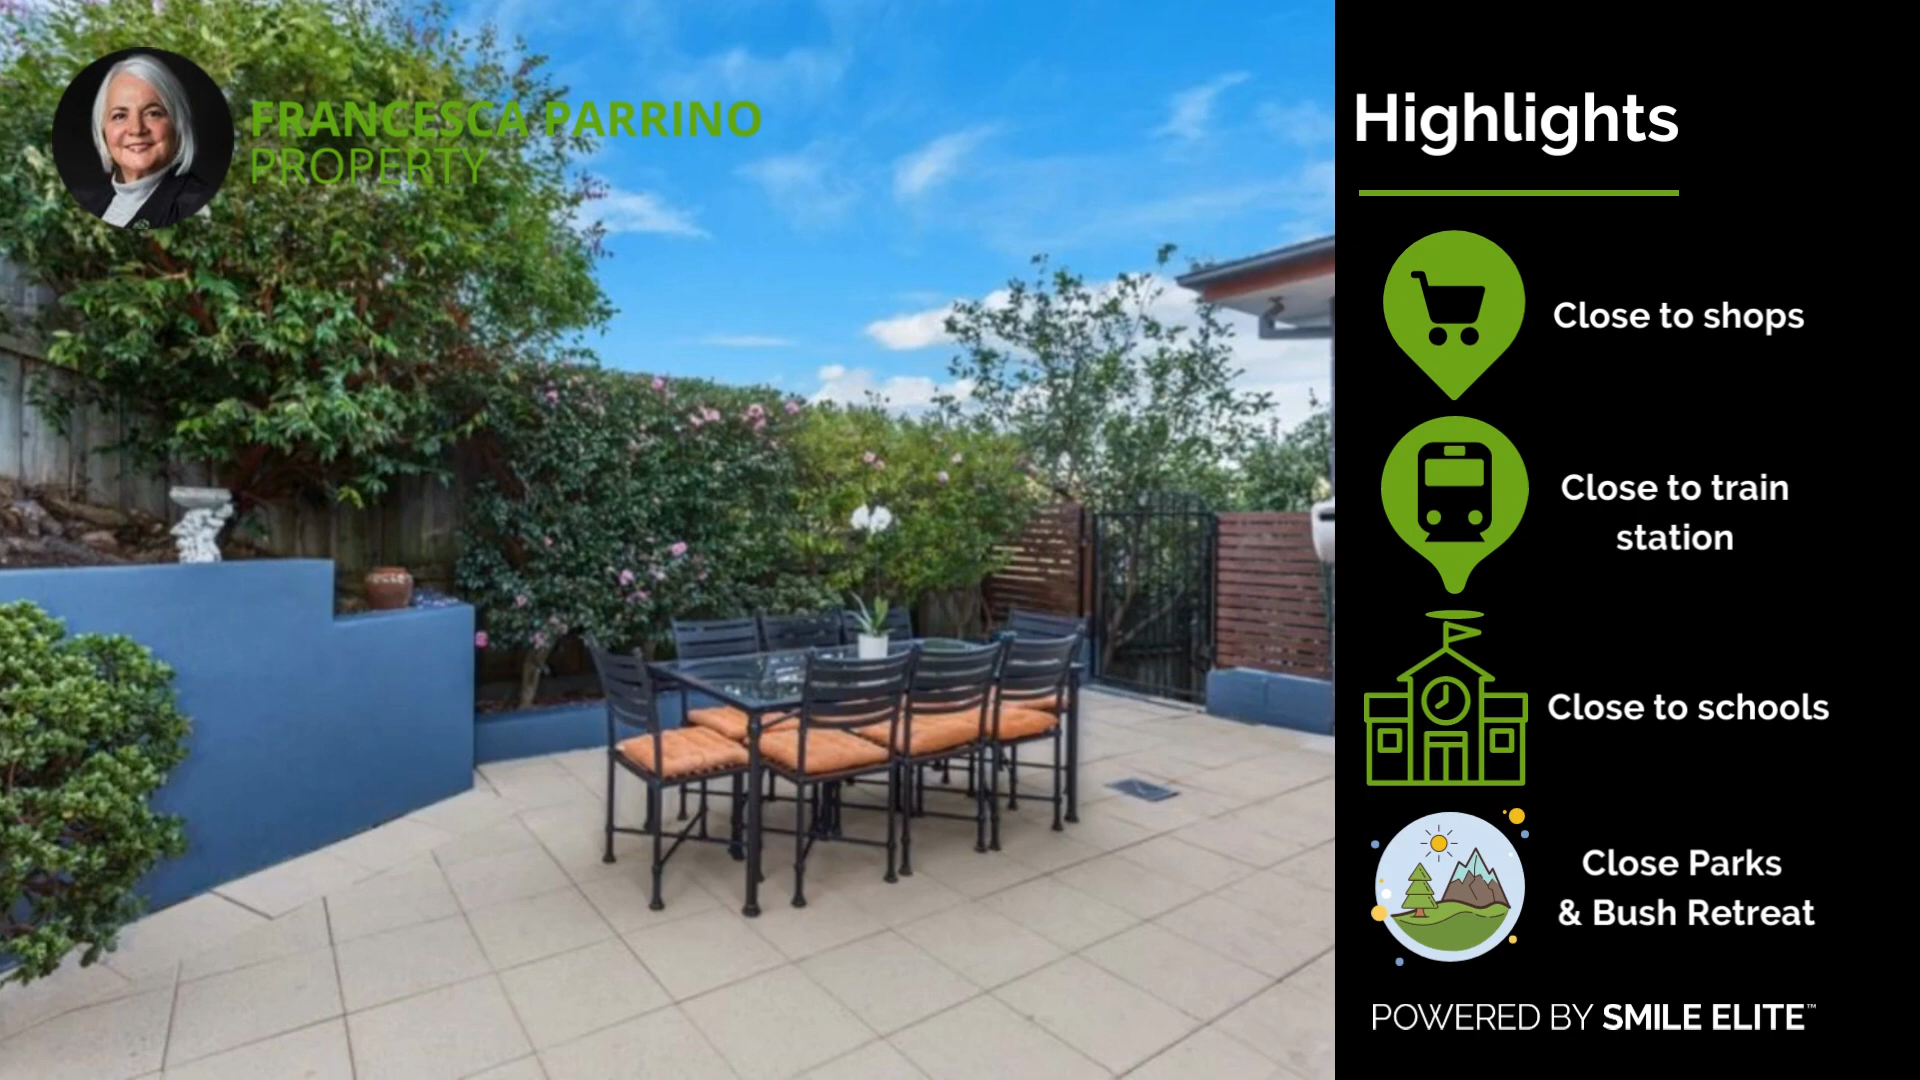 FRANCESCA PARRINO
PROPERTY
Highlights
Close to shops
Close to train
station
Close to schools
Close Parks
& Bush Retreat
POWERED BY SMILE ELITE™